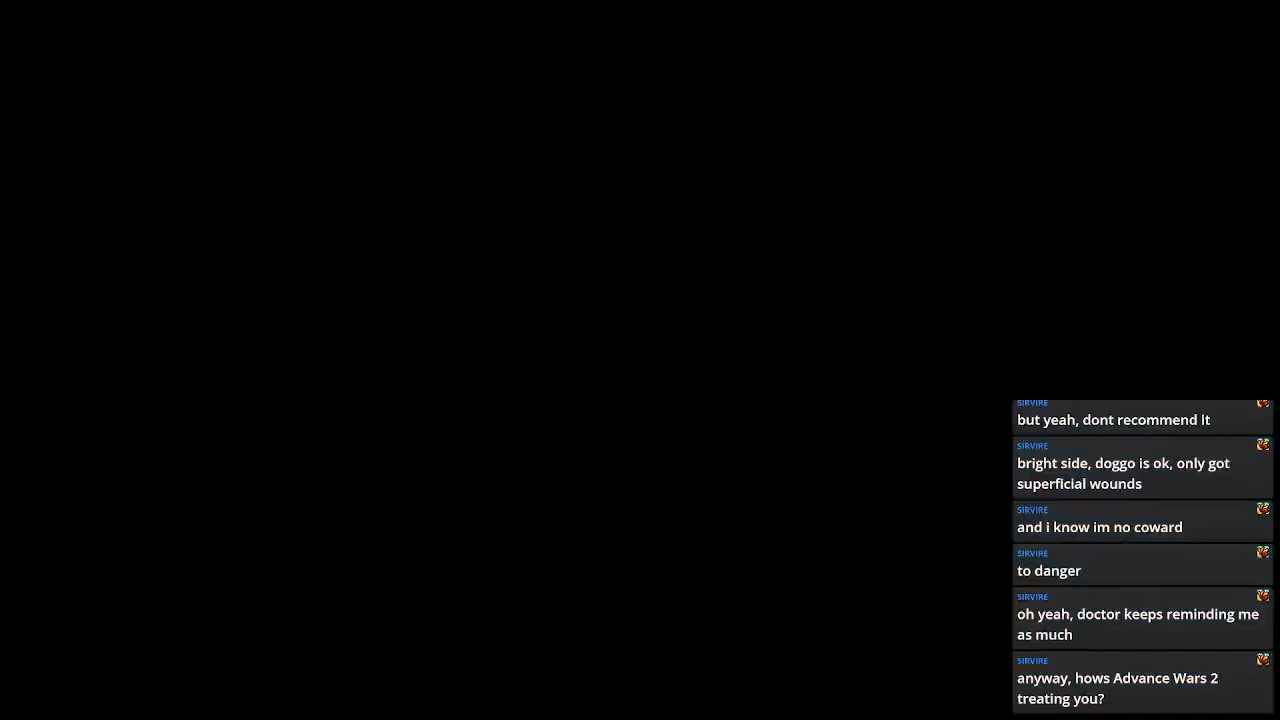 SIRVIRE
but yeah, dont recommend it
SIRVIRE
bright side, doggo is ok, only got
superficial wounds
SIRVIRE
and i know im no coward
SIRVIRE
to danger
SIRVIRE
oh yeah, doctor keeps reminding me
as much
SIRVIRE
anyway, hows Advance Wars 2
treating you?